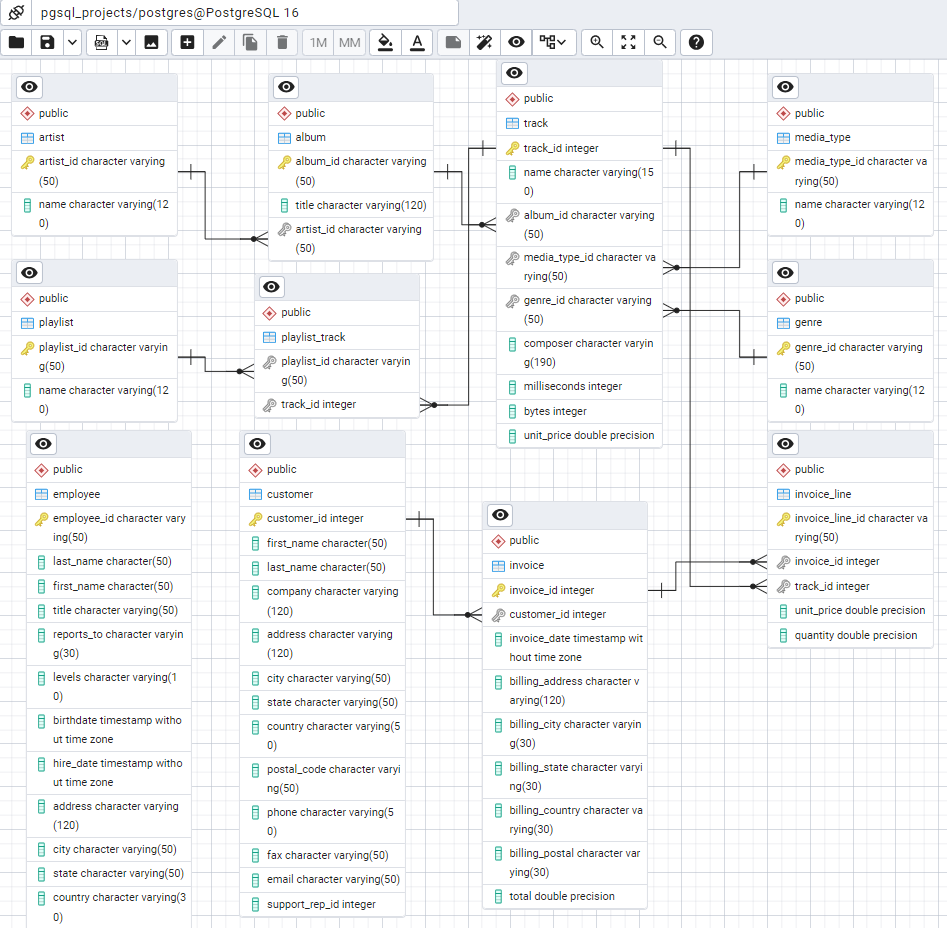 pgsql_projects/postgres@PostgreSQL 16
SQL
1M MM
A
public
artist
artist_id character varying
(50)
name character varying(12
0)
public
album
album_id character varying
(50)
title character varying(120)
artist_id character varying
(50)
public
track
track_id integer
name character varying(15
0)
album_id character varying
(50)
media_type_id character va
rying(50)
genre_id character varying
(50)
composer character varyin
g(190)
milliseconds integer
bytes integer
unit_price double precision
public
media_type
media_type_id character va
rying(50)
name character varying(12
0)
public
playlist
playlist_id character varyin
g(50)
name character varying(12
0)
public
playlist_track
playlist_id character varyin
g(50)
track_id integer
public
genre
genre_id character varying
(50)
name character varying(12
0)
public
employee
employee_id character vary
ing(50)
last_name character(50)
first_name character(50)
title character varying(50)
reports_to character varyin
g(30)
levels character varying(1
0)
birthdate timestamp witho
ut time zone
hire_date timestamp witho
ut time zone
address character varying
(120)
city character varying(50)
state character varying(50)
country character varying(3
0)
public
customer
customer_id integer
first_name character(50)
last_name character(50)
company character varying
(120)
address character varying
(120)
city character varying(50)
state character varying(50)
country character varying(5
0)
postal_code character varyi
ng(50)
phone character varying(5
0)
fax character varying(50)
email character varying(50)
support_rep_id integer
public
invoice
invoice_id integer
customer_id integer
invoice_date timestamp wit
hout time zone
billing_address character v
arying(120)
billing_city character varyin
g(30)
billing_state character varyi
ng(30)
billing_country character va
rying(30)
billing_postal character var
ying(30)
total double precision
public
invoice_line
invoice_line_id character va
rying(50)
invoice_id integer
track_id integer
unit_price double precision
quantity double precision